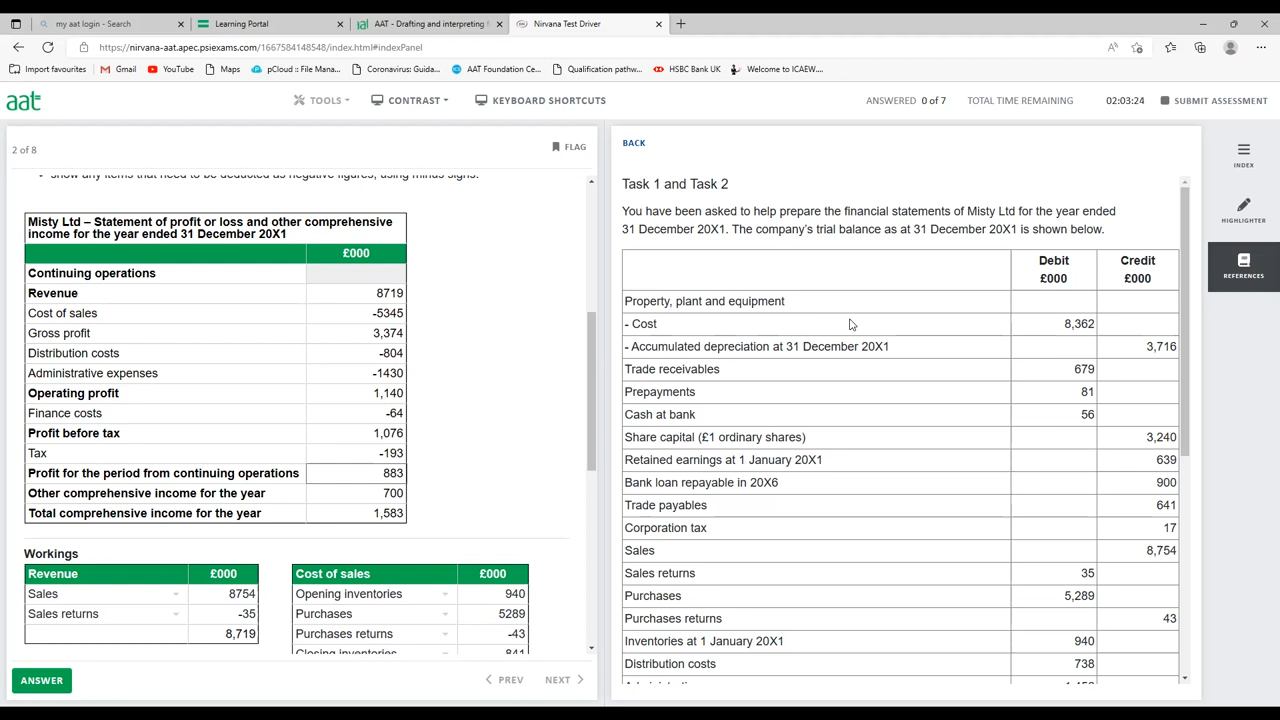 my aat login - Search
Learning Portal
AAT - Drafting and interpreting f
Nirvana Test Driver
https://nirvana-aat.apec.psiexams.com/1667584148548/index.html#indexPanel
Import favourites
Gmail
YouTube
Maps
pCloud :: File Mana...
Coronavirus: Guida...
AAT Foundation Ce...
Qualification pathw...
HSBC Bank UK
Welcome to ICAEW....
aat
TOOLS
CONTRAST
KEYBOARD SHORTCUTS
ANSWERED 0 of 7
TOTAL TIME REMAINING
02:03:24
SUBMIT ASSESSMENT
2 of 8
FLAG
show any items that need to be deducted as negative figures, using minus signs.
Misty Ltd – Statement of profit or loss and other comprehensive
income for the year ended 31 December 20X1
£000
Continuing operations
Revenue 8719
Cost of sales -5345
Gross profit 3,374
Distribution costs -804
Administrative expenses -1430
Operating profit 1,140
Finance costs -64
Profit before tax 1,076
Tax -193
Profit for the period from continuing operations 883
Other comprehensive income for the year 700
Total comprehensive income for the year 1,583
Workings
Revenue £000
Sales 8754
Sales returns -35
8,719
Cost of sales £000
Opening inventories 940
Purchases 5289
Purchases returns -43
Closing inventories 841
ANSWER
PREV
NEXT
BACK
Task 1 and Task 2
You have been asked to help prepare the financial statements of Misty Ltd for the year ended
31 December 20X1. The company's trial balance as at 31 December 20X1 is shown below.
Debit Credit
£000 £000
Property, plant and equipment
- Cost 8,362
- Accumulated depreciation at 31 December 20X1 3,716
Trade receivables 679
Prepayments 81
Cash at bank 56
Share capital (£1 ordinary shares) 3,240
Retained earnings at 1 January 20X1 639
Bank loan repayable in 20X6 900
Trade payables 641
Corporation tax 17
Sales 8,754
Sales returns 35
Purchases 5,289
Purchases returns 43
Inventories at 1 January 20X1 940
Distribution costs 738
INDEX
HIGHLIGHTER
REFERENCES